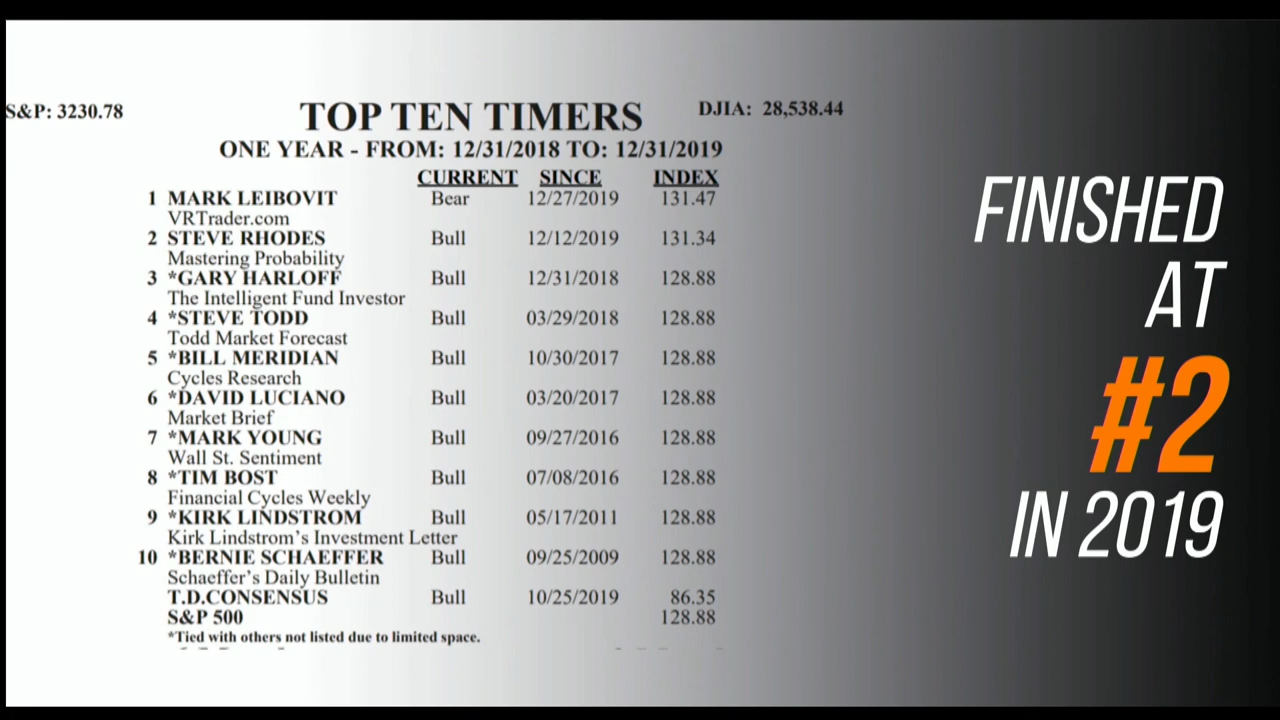 S&P: 3230.78
TOP TEN TIMERS
DJIA: 28,538.44
ONE YEAR - FROM: 12/31/2018 TO: 12/31/2019
CURRENT SINCE INDEX
1 MARK LEIBOVIT Bear 12/27/2019 131.47
VRTrader.com
2 STEVE RHODES Bull 12/12/2019 131.34
Mastering Probability
3 *GARY HARLOFF Bull 12/31/2018 128.88
The Intelligent Fund Investor
4 *STEVE TODD Bull 03/29/2018 128.88
Todd Market Forecast
5 *BILL MERIDIAN Bull 10/30/2017 128.88
Cycles Research
6 *DAVID LUCIANO Bull 03/20/2017 128.88
Market Brief
7 *MARK YOUNG Bull 09/27/2016 128.88
Wall St. Sentiment
8 *TIM BOST Bull 07/08/2016 128.88
Financial Cycles Weekly
9 *KIRK LINDSTROM Bull 05/17/2011 128.88
Kirk Lindstrom's Investment Letter
10 *BERNIE SCHAEFFER Bull 09/25/2009 128.88
Schaeffer's Daily Bulletin
T.D.CONSENSUS Bull 10/25/2019 86.35
S&P 500 128.88
*Tied with others not listed due to limited space.
FINISHED
AT
#2
IN 2019